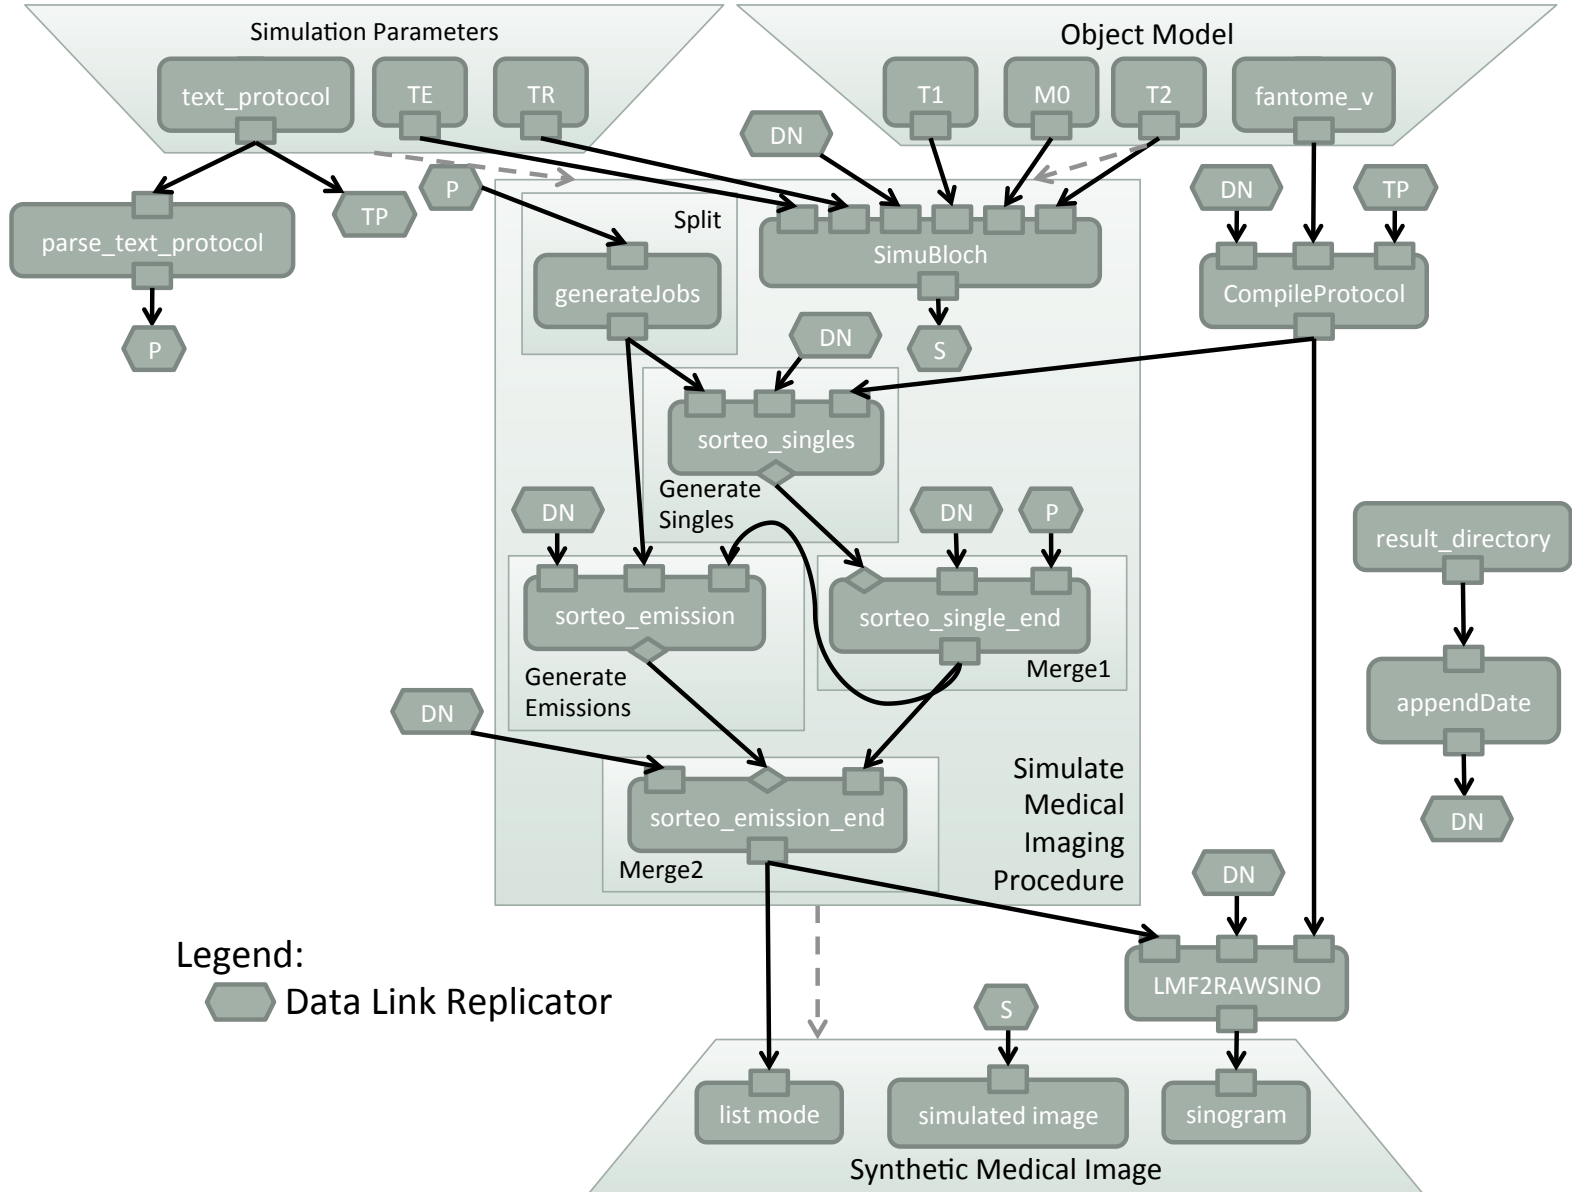 Simulation Parameters
Object Model
text_protocol
TE
TR
T1
M0
T2
fantome_v
DN
P
TP
DN
TP
Split
parse_text_protocol
SimuBloch
generateJobs
CompileProtocol
P
DN
S
sorteo_singles
Generate
Singles
DN
DN
P
result_directory
sorteo_emission
sorteo_single_end
Generate
Emissions
Merge1
appendDate
DN
Simulate
Medical
Imaging
Procedure
sorteo_emission_end
Merge2
DN
DN
Legend:
Data Link Replicator
LMF2RAWSINO
S
list mode
simulated image
sinogram
Synthetic Medical Image